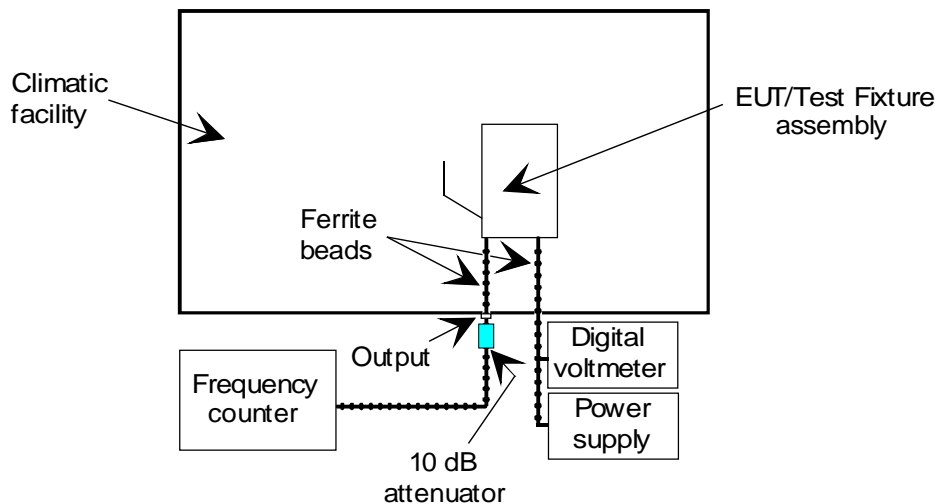 Climatic
facility
EUT/Test Fixture
assembly
Ferrite
beads
Output
Digital
voltmeter
Frequency
counter
Power
supply
10 dB
attenuator